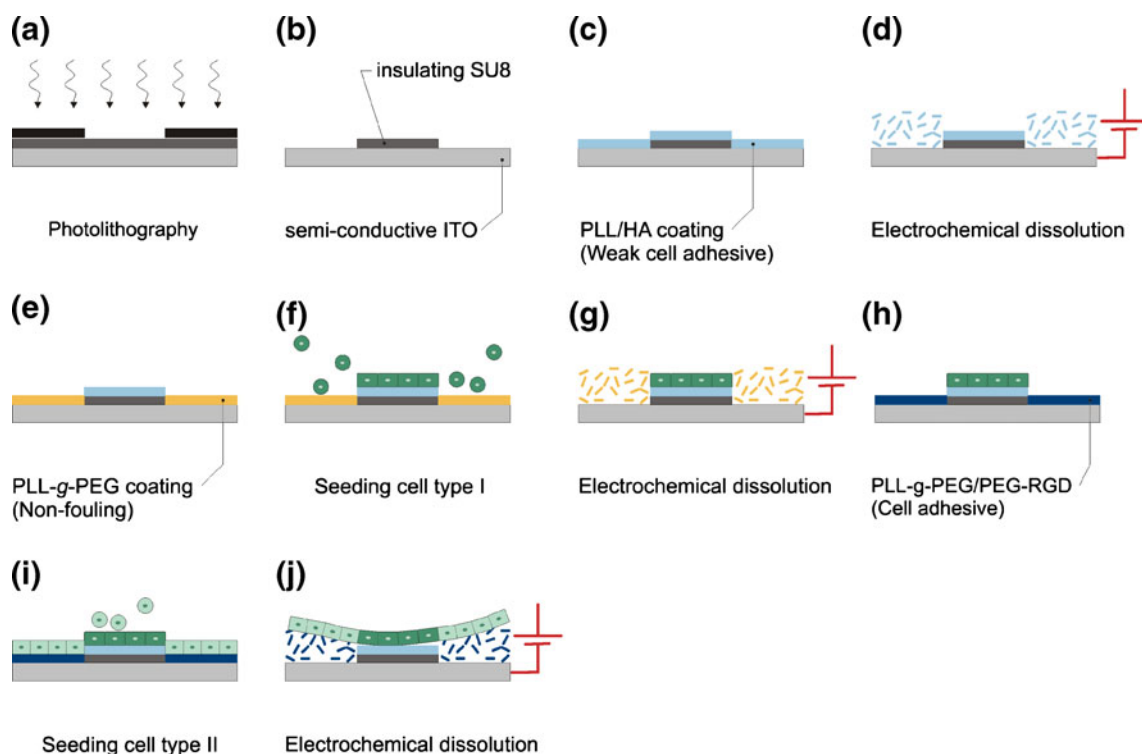 (a)
Photolithography
(b)
insulating SU8
semi-conductive ITO
(c)
PLL/HA coating
(Weak cell adhesive)
(d)
Electrochemical dissolution
(e)
PLL-g-PEG coating
(Non-fouling)
(f)
Seeding cell type I
(g)
Electrochemical dissolution
(h)
PLL-g-PEG/PEG-RGD
(Cell adhesive)
(i)
Seeding cell type II
(j)
Electrochemical dissolution